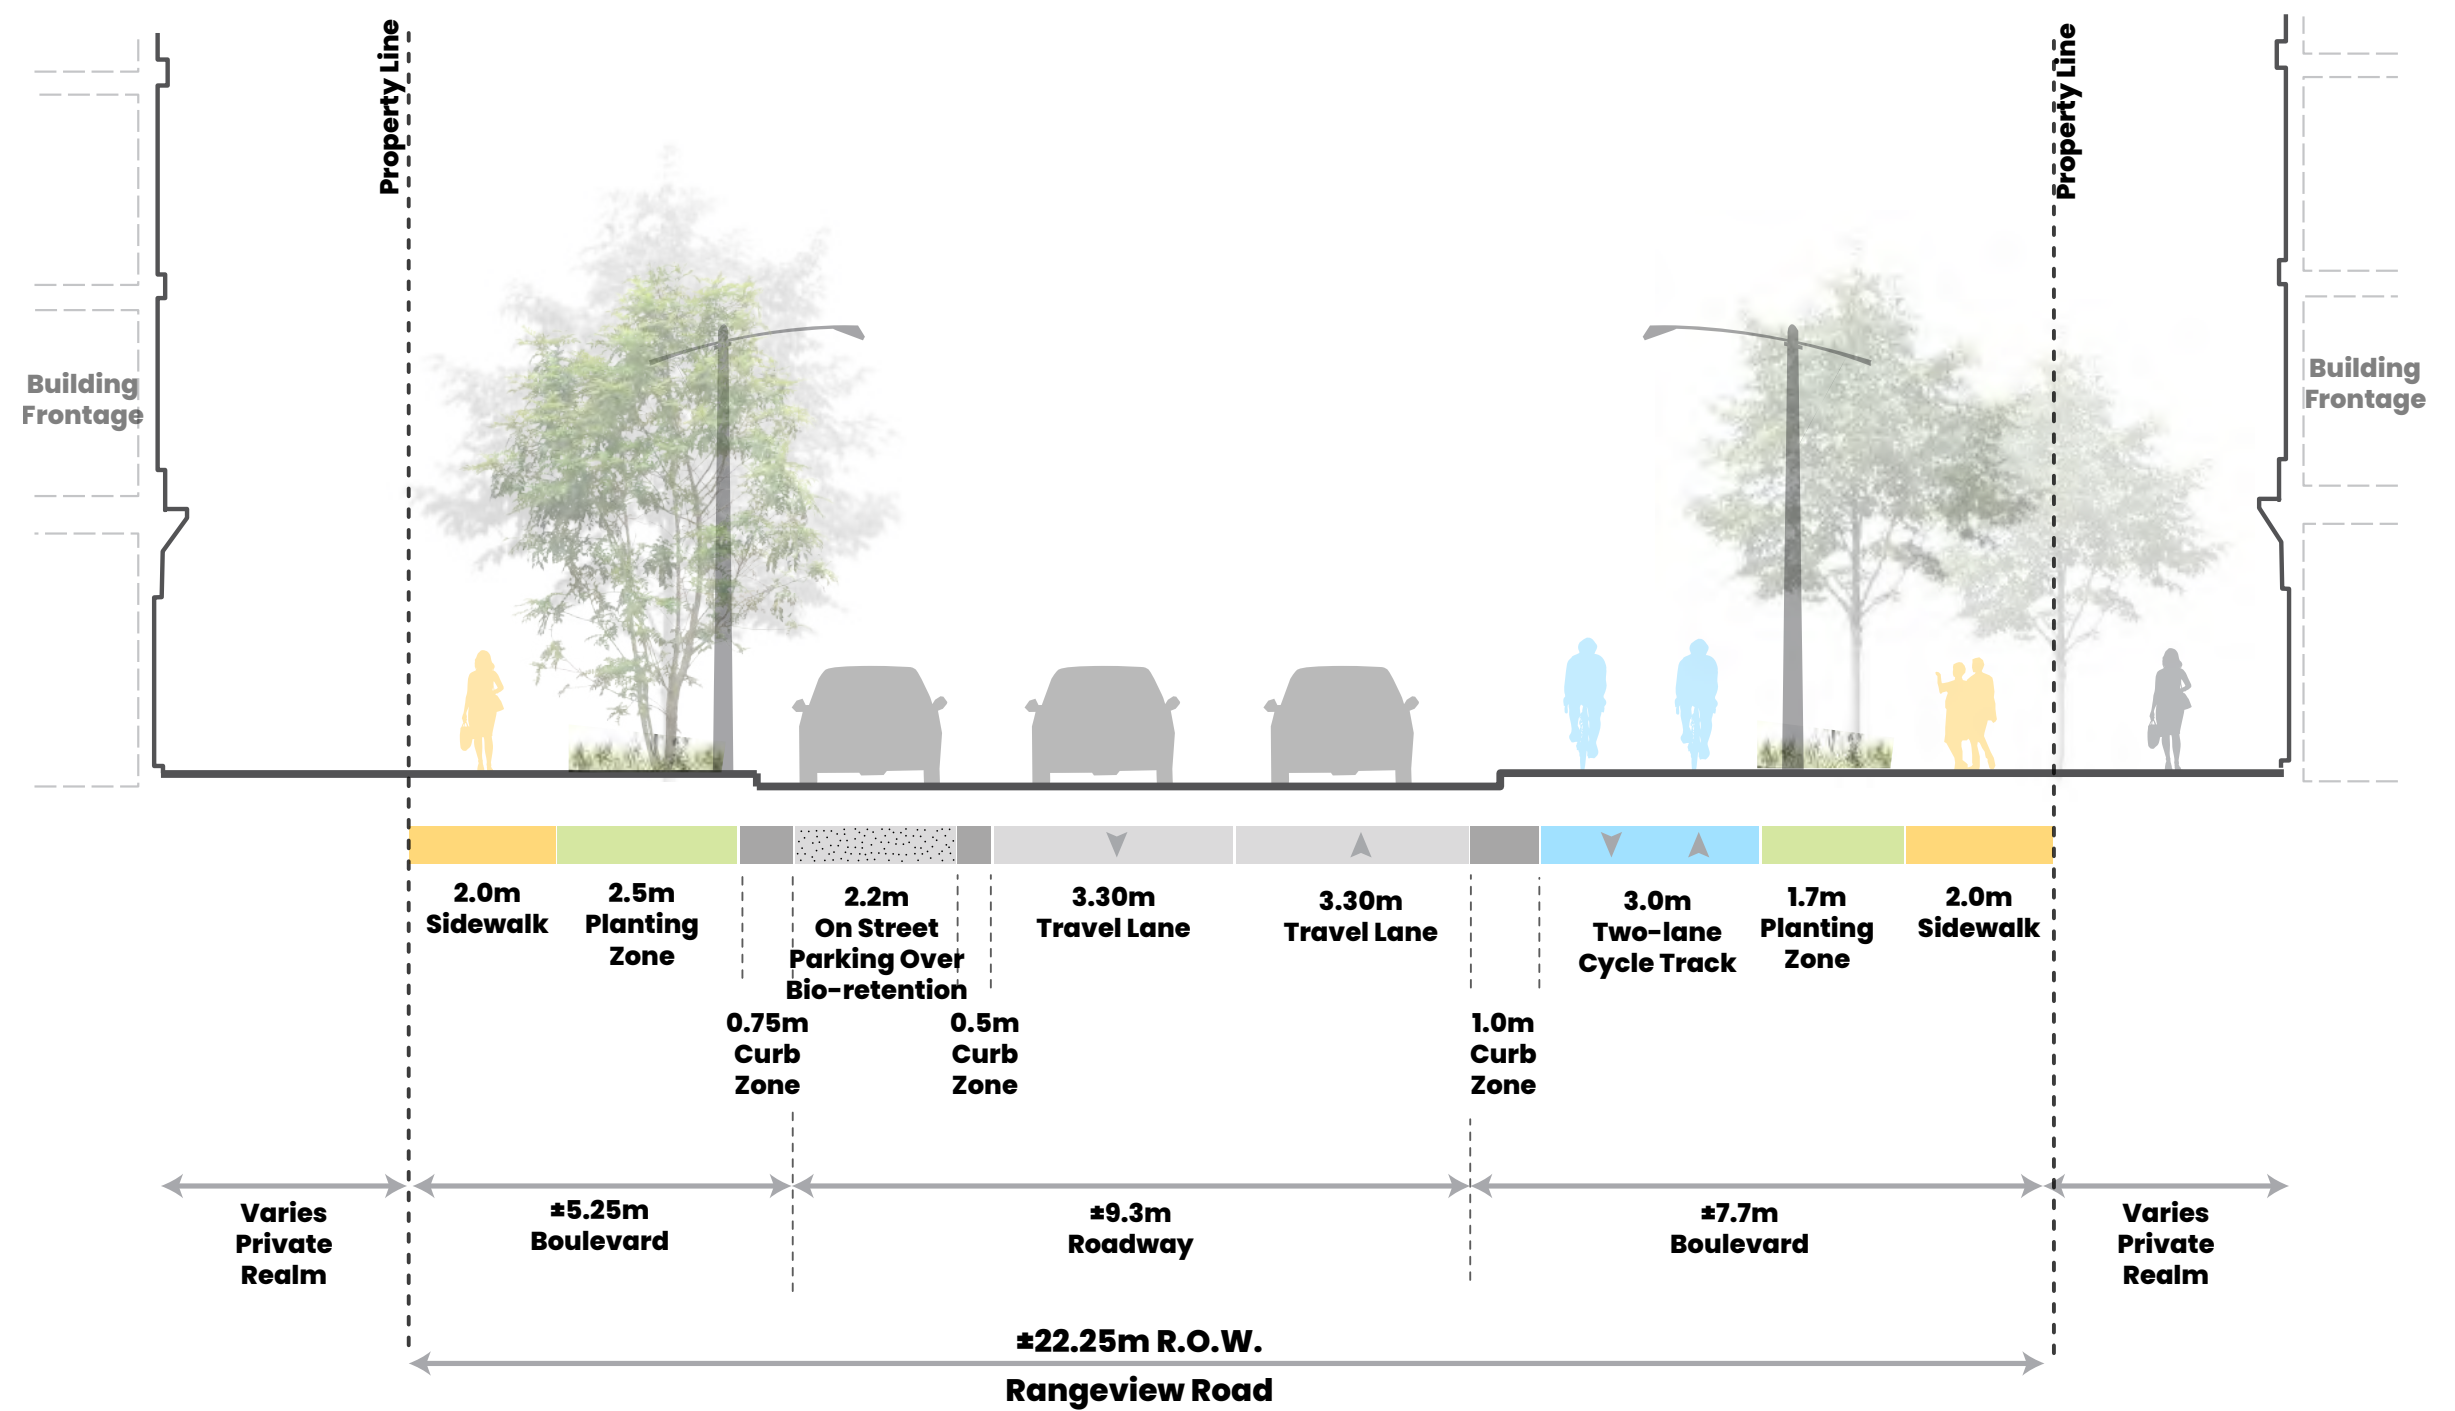 Property Line
Property Line
Building
Frontage
Building
Frontage
2.0m
Sidewalk
2.5m
Planting
Zone
2.2m
On Street
Parking Over
Bio-retention
3.30m
Travel Lane
3.30m
Travel Lane
3.0m
Two-lane
Cycle Track
1.7m
Planting
Zone
2.0m
Sidewalk
0.75m
Curb
Zone
0.5m
Curb
Zone
1.0m
Curb
Zone
Varies
Private
Realm
±5.25m
Boulevard
±9.3m
Roadway
±7.7m
Boulevard
Varies
Private
Realm
±22.25m R.O.W.
Rangeview Road